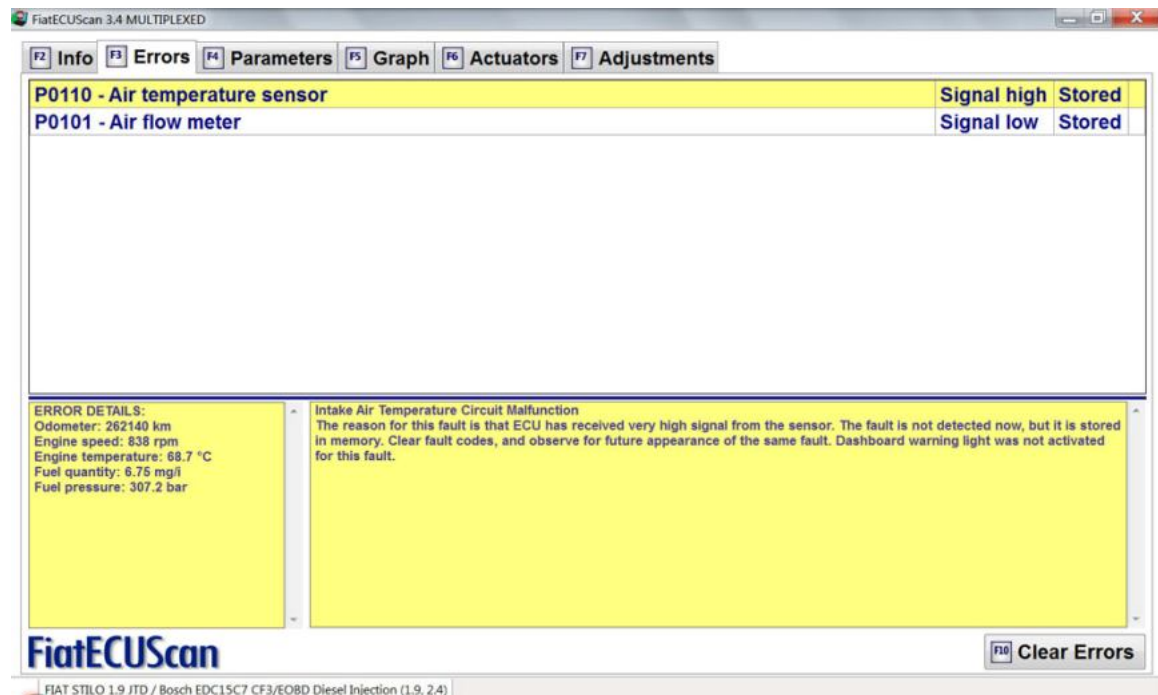 FiatECUScan 3.4 MULTIPLEXED
F2 Info F3 Errors F4 Parameters F5 Graph F6 Actuators F7 Adjustments
P0110 - Air temperature sensor Signal high Stored
P0101 - Air flow meter Signal low Stored
ERROR DETAILS:
Odometer: 262140 km
Engine speed: 838 rpm
Engine temperature: 68.7 °C
Fuel quantity: 6.75 mg/i
Fuel pressure: 307.2 bar
Intake Air Temperature Circuit Malfunction
The reason for this fault is that ECU has received very high signal from the sensor. The fault is not detected now, but it is stored
in memory. Clear fault codes, and observe for future appearance of the same fault. Dashboard warning light was not activated
for this fault.
FiatECUScan
F10 Clear Errors
FIAT STILO 1.9 JTD / Bosch EDC15C7 CF3/EOBD Diesel Injection (1.9, 2.4)